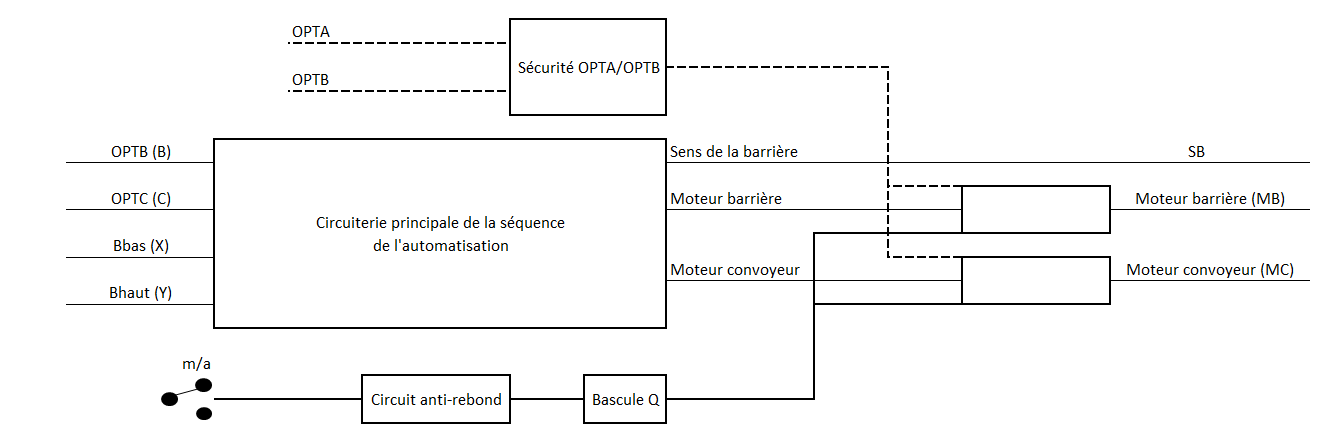 OPTA
Sécurité OPTA/OPTB
OPTB
OPTB (B)
Sens de la barrière
SB
OPTC (C)
Moteur barrière
Moteur barrière (MB)
Circuiterie principale de la séquence
de l'automatisation
Bbas (X)
Moteur convoyeur
Moteur convoyeur (MC)
Bhaut (Y)
m/a
Circuit anti-rebond
Bascule Q